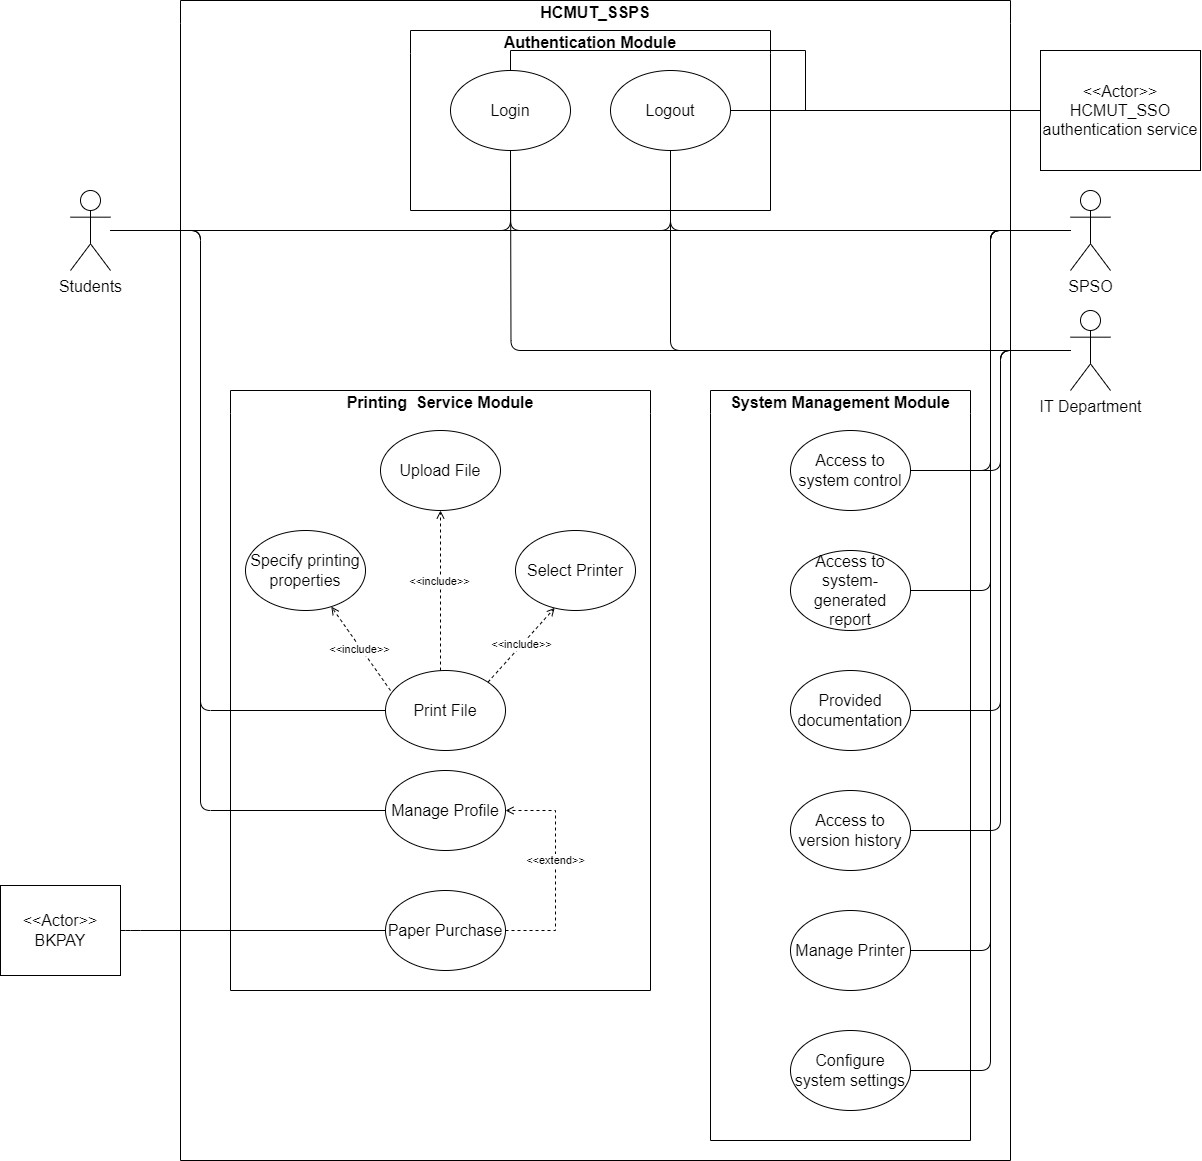 HCMUT_SSPS
Authentication Module
Login
Logout
<<Actor>>
HCMUT_SSO
authentication service
Students
SPSO
IT Department
Printing  Service Module
Upload File
Specify printing
properties
Select Printer
<<include>>
<<include>>
<<include>>
Print File
Manage Profile
<<extend>>
Paper Purchase
<<Actor>>
BKPAY
System Management Module
Access to
system control
Access to
system-
generated
report
Provided
documentation
Access to
version history
Manage Printer
Configure
system settings